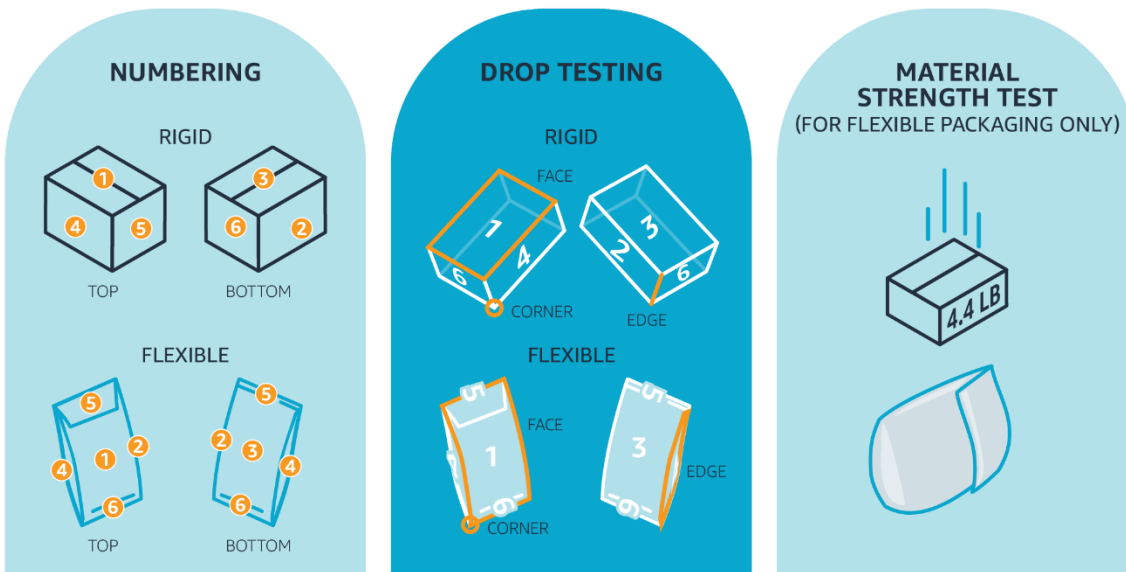 NUMBERING
RIGID
1
4
5
3
6
2
TOP
BOTTOM
FLEXIBLE
5
4
1
2
6
5
2
3
4
6
TOP
BOTTOM
DROP TESTING
RIGID
FACE
1
6
4
CORNER
3
2
6
EDGE
FLEXIBLE
5
1
6
FACE
CORNER
5
3
6
EDGE
MATERIAL
STRENGTH TEST
(FOR FLEXIBLE PACKAGING ONLY)
4.4 LB